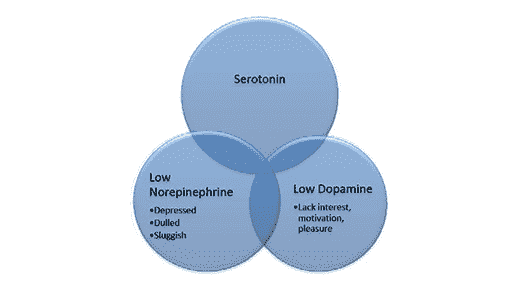 Serotonin
Low
Norepinephrine
•Depressed
•Dulled
•Sluggish
Low Dopamine
•Lack interest,
motivation,
pleasure